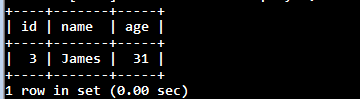 +----+-------+-----+
| id | name  | age |
+----+-------+-----+
|  3 | James |  31 |
+----+-------+-----+
1 row in set (0.00 sec)